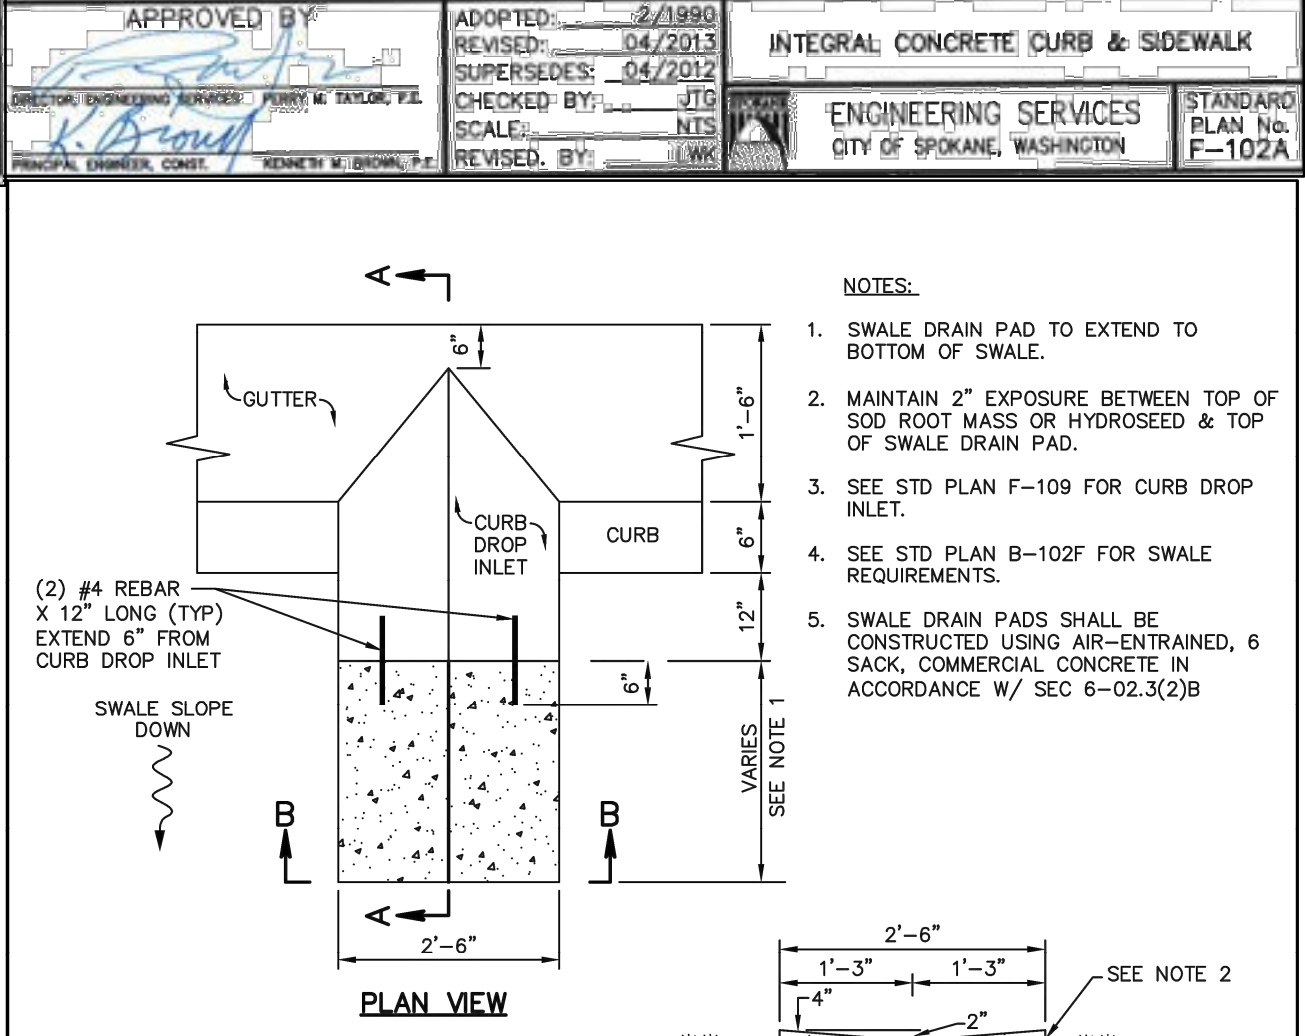 APPROVED BY
DIRECTOR, ENGINEERING SERVICES PERRY M. TAYLOR, P.E.
K. Brown
PRINCIPAL ENGINEER, CONST. KENNETH M. BROWN, P.E.
ADOPTED: 2/1990
REVISED: 04/2013
SUPERSEDES: 04/2012
CHECKED BY: JTG
SCALE: NTS
REVISED. BY: LWK
INTEGRAL CONCRETE CURB & SIDEWALK
ENGINEERING SERVICES
CITY OF SPOKANE, WASHINGTON
STANDARD
PLAN No.
F-102A
A
6"
GUTTER
1'-6"
CURB
DROP
INLET
CURB
6"
(2) #4 REBAR
X 12" LONG (TYP)
EXTEND 6" FROM
CURB DROP INLET
12"
6"
SWALE SLOPE
DOWN
VARIES
SEE NOTE 1
B
B
A
2'-6"
PLAN VIEW
NOTES:
1. SWALE DRAIN PAD TO EXTEND TO
BOTTOM OF SWALE.
2. MAINTAIN 2" EXPOSURE BETWEEN TOP OF
SOD ROOT MASS OR HYDROSEED & TOP
OF SWALE DRAIN PAD.
3. SEE STD PLAN F-109 FOR CURB DROP
INLET.
4. SEE STD PLAN B-102F FOR SWALE
REQUIREMENTS.
5. SWALE DRAIN PADS SHALL BE
CONSTRUCTED USING AIR-ENTRAINED, 6
SACK, COMMERCIAL CONCRETE IN
ACCORDANCE W/ SEC 6-02.3(2)B
2'-6"
1'-3" 1'-3"
SEE NOTE 2
4"
2"